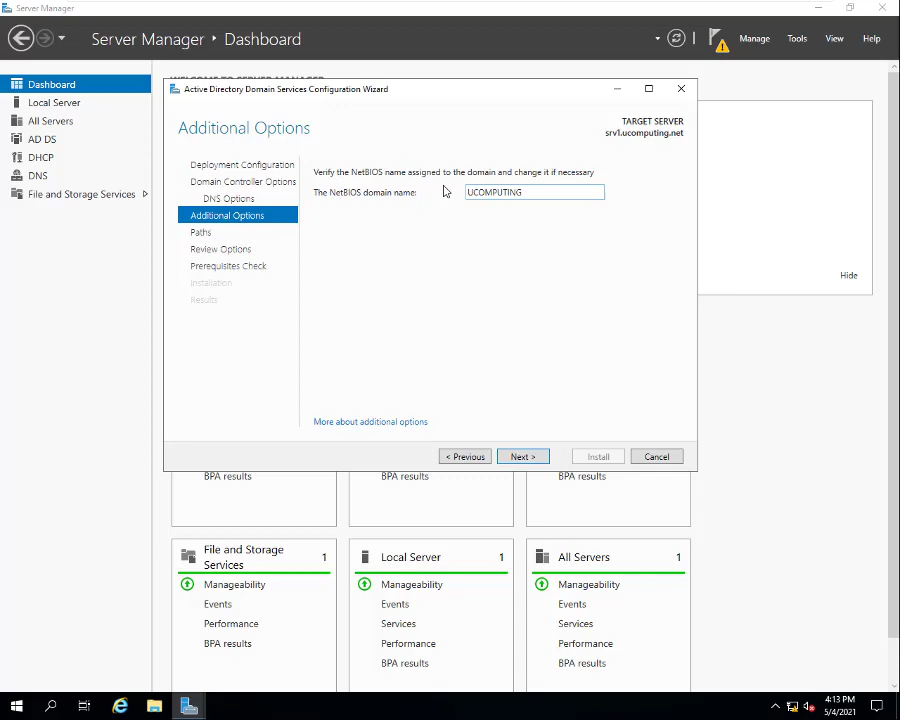 Server Manager
Server Manager • Dashboard
Manage
Tools
View
Help
Dashboard
Local Server
All Servers
AD DS
DHCP
DNS
File and Storage Services
WELCOME TO SERVER MANAGER
Active Directory Domain Services Configuration Wizard
Additional Options
TARGET SERVER
srv1.ucomputing.net
Deployment Configuration
Domain Controller Options
DNS Options
Additional Options
Paths
Review Options
Prerequisites Check
Installation
Results
Verify the NetBIOS name assigned to the domain and change it if necessary
The NetBIOS domain name:
UCOMPUTING
More about additional options
< Previous
Next >
Install
Cancel
Hide
BPA results
BPA results
BPA results
File and Storage Services 1
Manageability
Events
Performance
BPA results
Local Server 1
Manageability
Events
Services
Performance
BPA results
All Servers 1
Manageability
Events
Services
Performance
BPA results
4:13 PM
5/4/2021